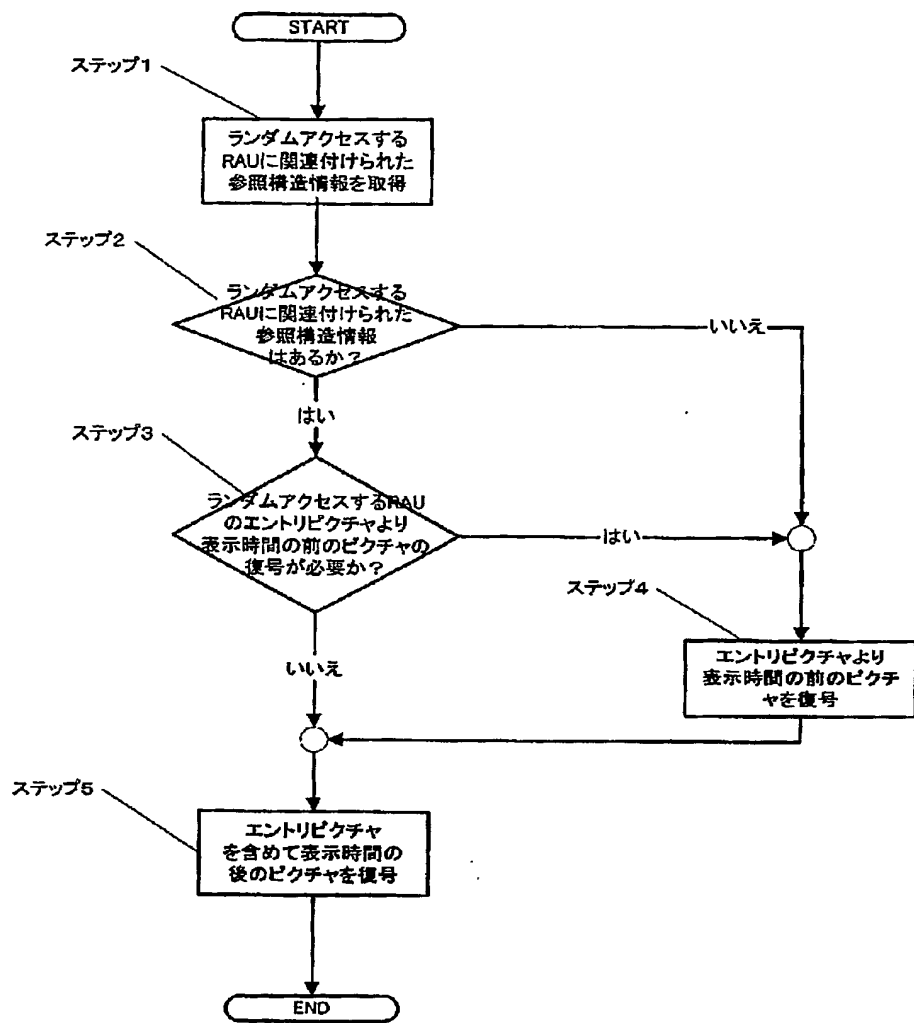 START
ステップ1
ランダムアクセスする
RAUに関連付けられた
参照構造情報を取得
ステップ2
ランダムアクセスする
RAUに関連付けられた
参照構造情報
はあるか？
いいえ
はい
ステップ3
ランダムアクセスするRAU
のエントリピクチャより
表示時間の前のピクチャの
復号が必要か？
はい
ステップ4
いいえ
エントリピクチャより
表示時間の前のピクチ
ャを復号
ステップ5
エントリピクチャ
を含めて表示時間の
後のピクチャを復号
END